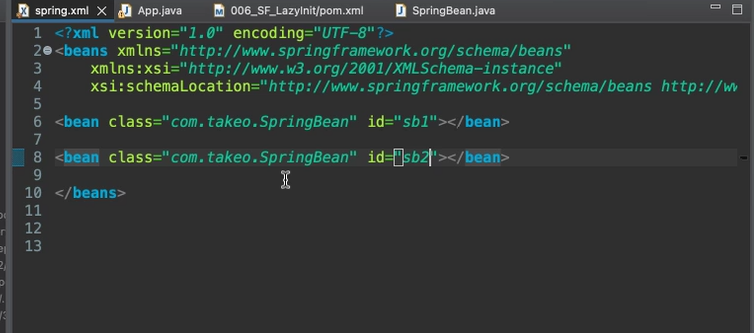 spring.xml App.java 006_SF_LazyInit/pom.xml SpringBean.java
1 <?xml version="1.0" encoding="UTF-8"?>
2 <beans xmlns="http://www.springframework.org/schema/beans"
3 xmlns:xsi="http://www.w3.org/2001/XMLSchema-instance"
4 xsi:schemaLocation="http://www.springframework.org/schema/beans http://ww
5
6 <bean class="com.takeo.SpringBean" id="sb1"></bean>
7
8 <bean class="com.takeo.SpringBean" id="sb2"></bean>
9
10 </beans>
11
12
13